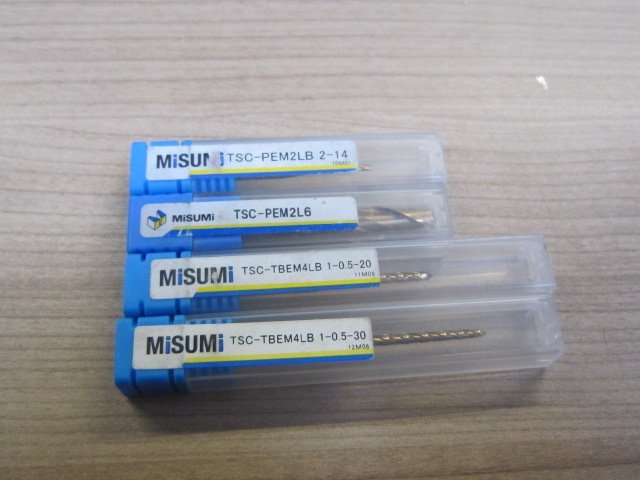 MiSUMi TSC-PEM2LB 2-14
MiSUMi TSC-PEM2L6
MiSUMi TSC-TBEM4LB 1-0.5-20
11M05
MiSUMi TSC-TBEM4LB 1-0.5-30
12M06